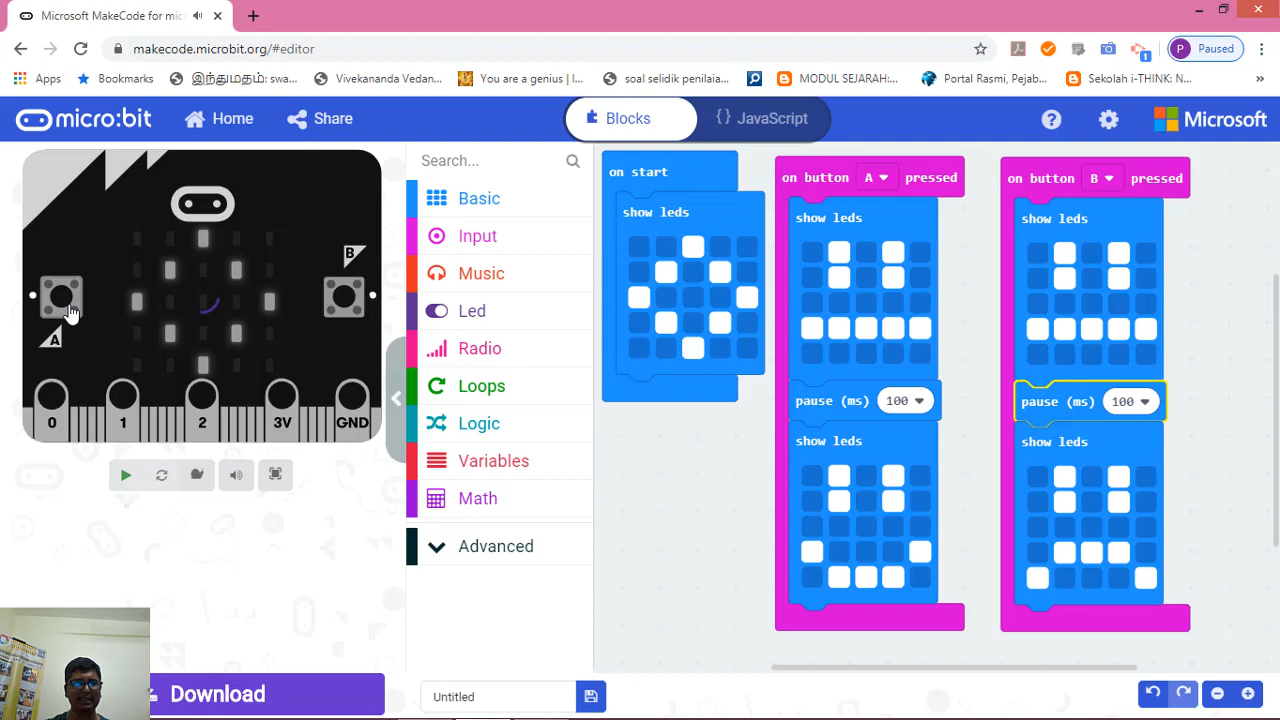 Microsoft MakeCode for mic
makecode.microbit.org/#editor
P Paused
Apps
Bookmarks
இந்துமதம்: swa...
Vivekananda Vedan...
You are a genius | I...
soal selidik penilaia...
MODUL SEJARAH:...
Portal Rasmi, Pejab...
Sekolah i-THINK: N...
»
1
micro:bit
Home
Share
Blocks
{} JavaScript
?
Microsoft
B
A
0 1 2 3V GND
Search...
Basic
Input
Music
Led
Radio
Loops
Logic
Variables
Math
Advanced
on start
show leds
on button A pressed
show leds
pause (ms) 100
show leds
on button B pressed
show leds
pause (ms) 100
show leds
Download
Untitled